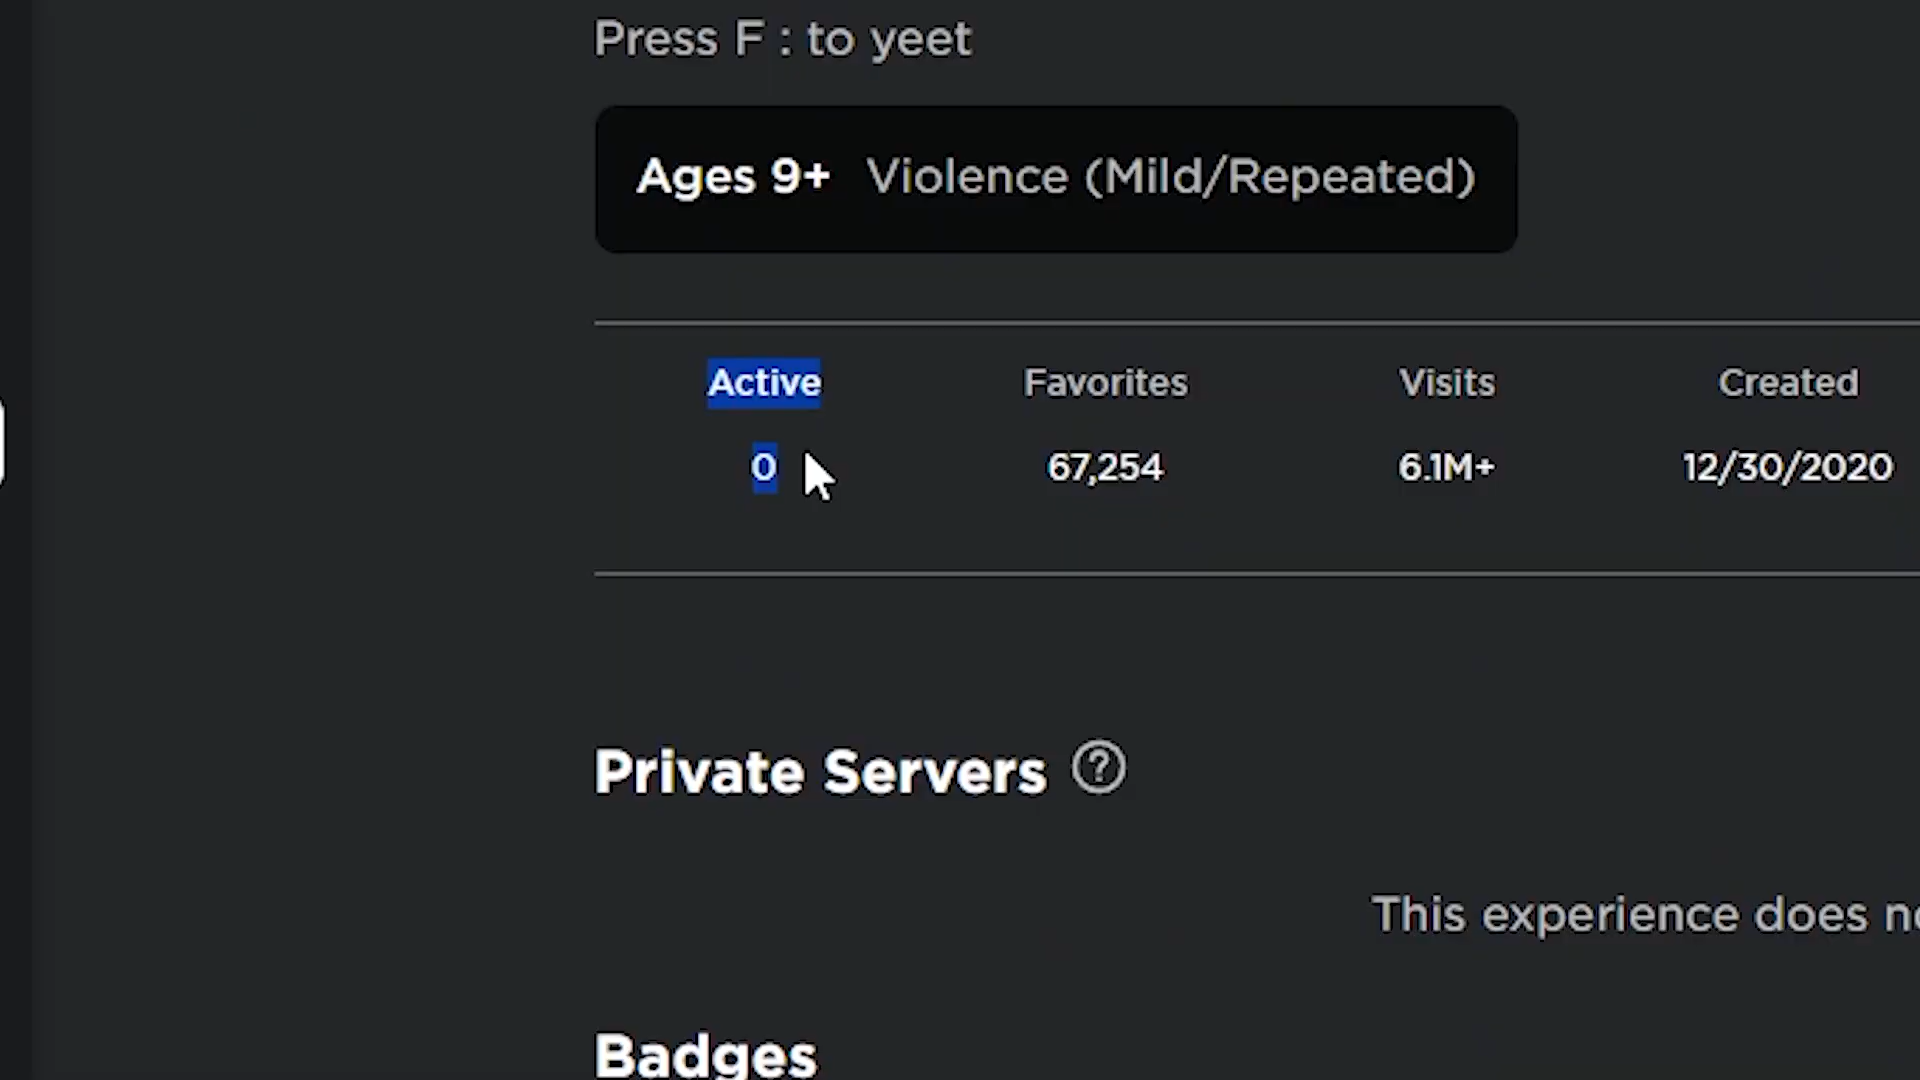 Press F : to yeet
Ages 9+ Violence (Mild/Repeated)
Active Favorites Visits Created
0 67,254 6.1M+ 12/30/2020
Private Servers
This experience does
Badges